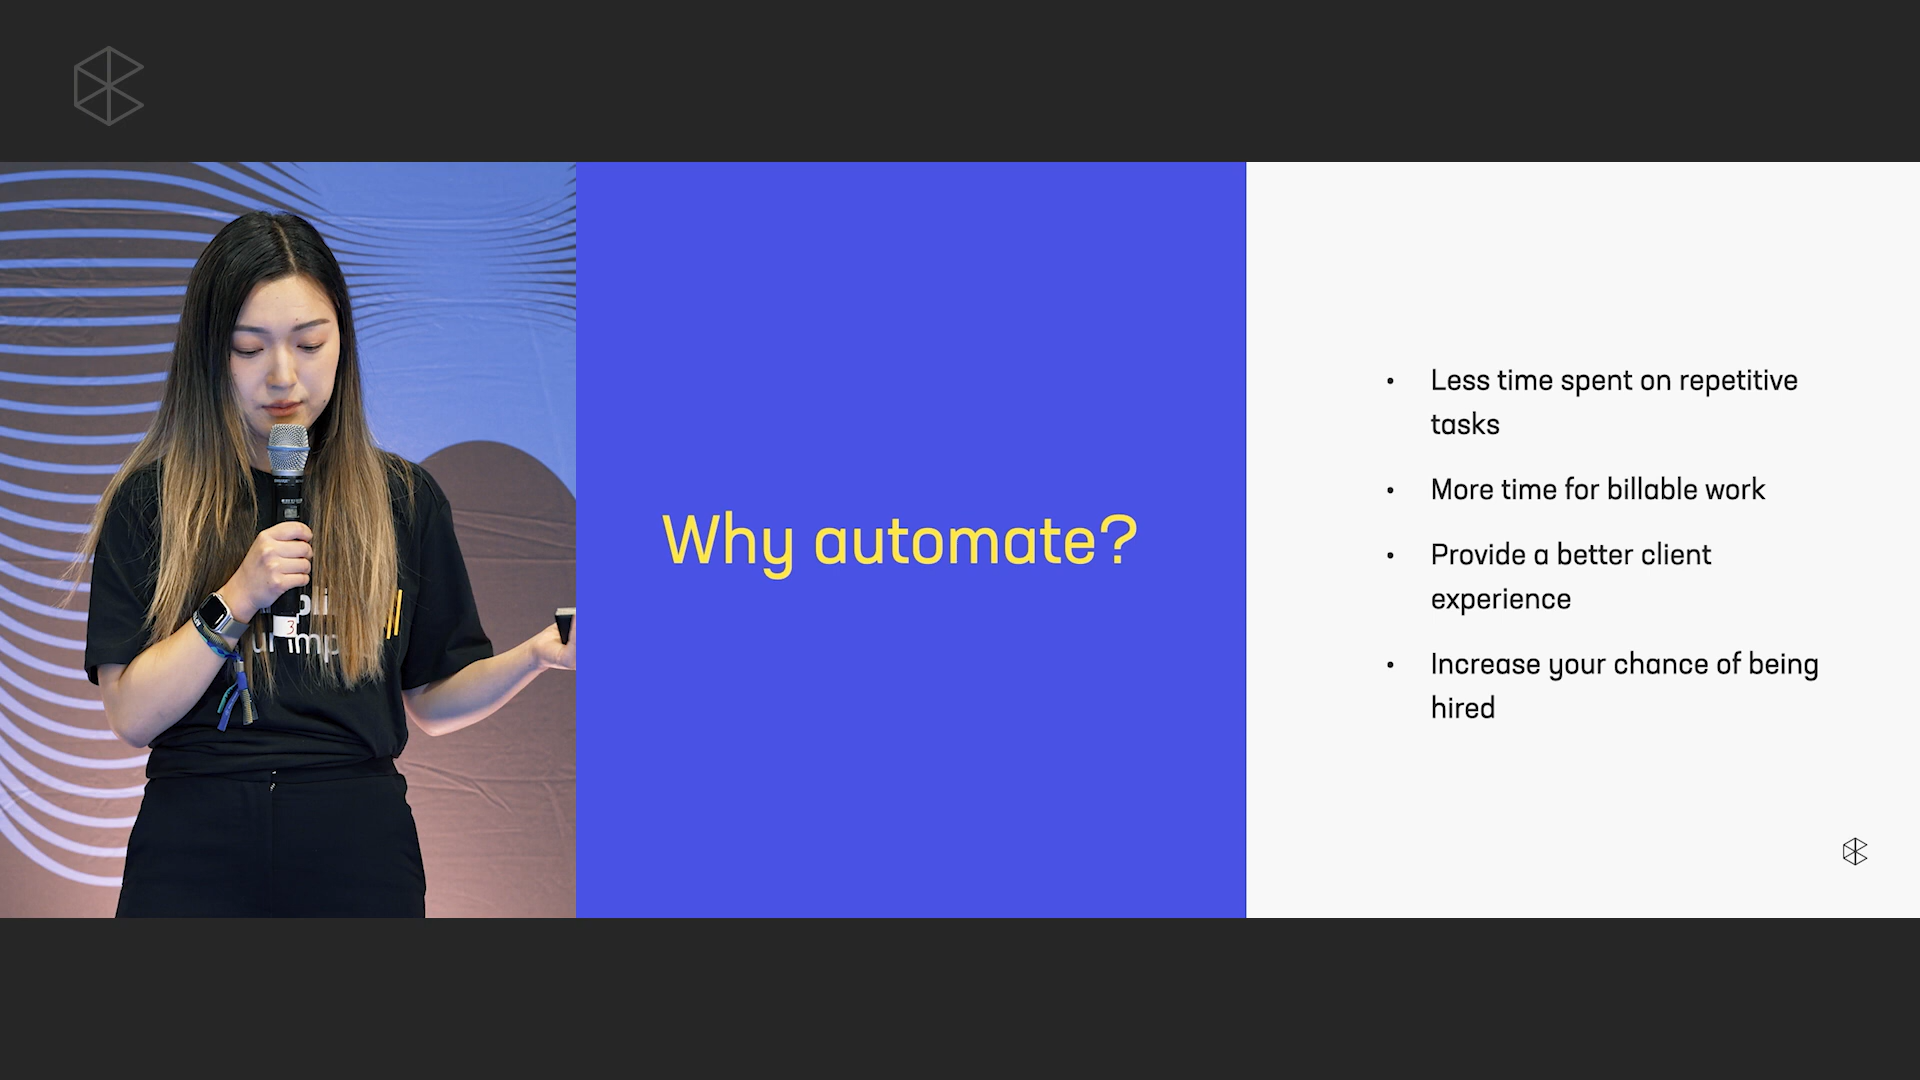 Why automate?
• Less time spent on repetitive
tasks
• More time for billable work
• Provide a better client
experience
• Increase your chance of being
hired
3